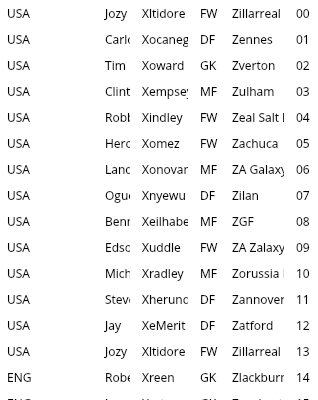 USA Jozy Xltidore FW Zillarreal 00
USA Carlo Xocaneg DF Zennes 01
USA Tim Xoward GK Zverton 02
USA Clint Xempsey MF Zulham 03
USA Robb Xindley FW Zeal Salt 04
USA Herc Xomez FW Zachuca 05
USA Land Xonovar MF ZA Galaxy 06
USA Ogu Xnyewu DF Zilan 07
USA Benn Xeilhabe MF ZGF 08
USA Edso Xuddle FW ZA Zalaxy 09
USA Mich Xradley MF Zorussia 10
USA Steve Xherund DF Zannover 11
USA Jay XeMerit DF Zatford 12
USA Jozy Xltidore FW Zillarreal 13
ENG Robe Xreen GK Zlackburr 14